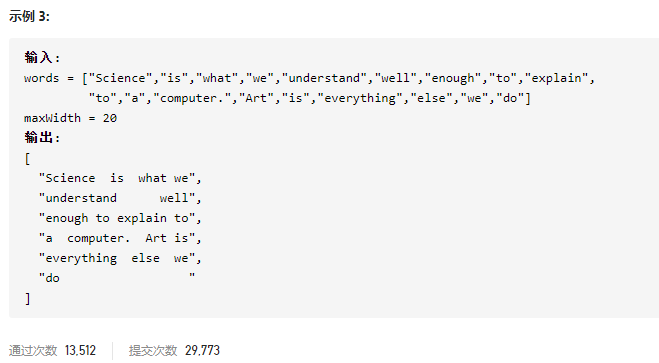 示例 3:
输入:
words = ["Science","is","what","we","understand","well","enough","to","explain",
         "to","a","computer.","Art","is","everything","else","we","do"]
maxWidth = 20
输出:
[
  "Science  is  what we",
  "understand      well",
  "enough to explain to",
  "a  computer.  Art is",
  "everything  else  we",
  "do                  "
]
通过次数 13,512 | 提交次数 29,773